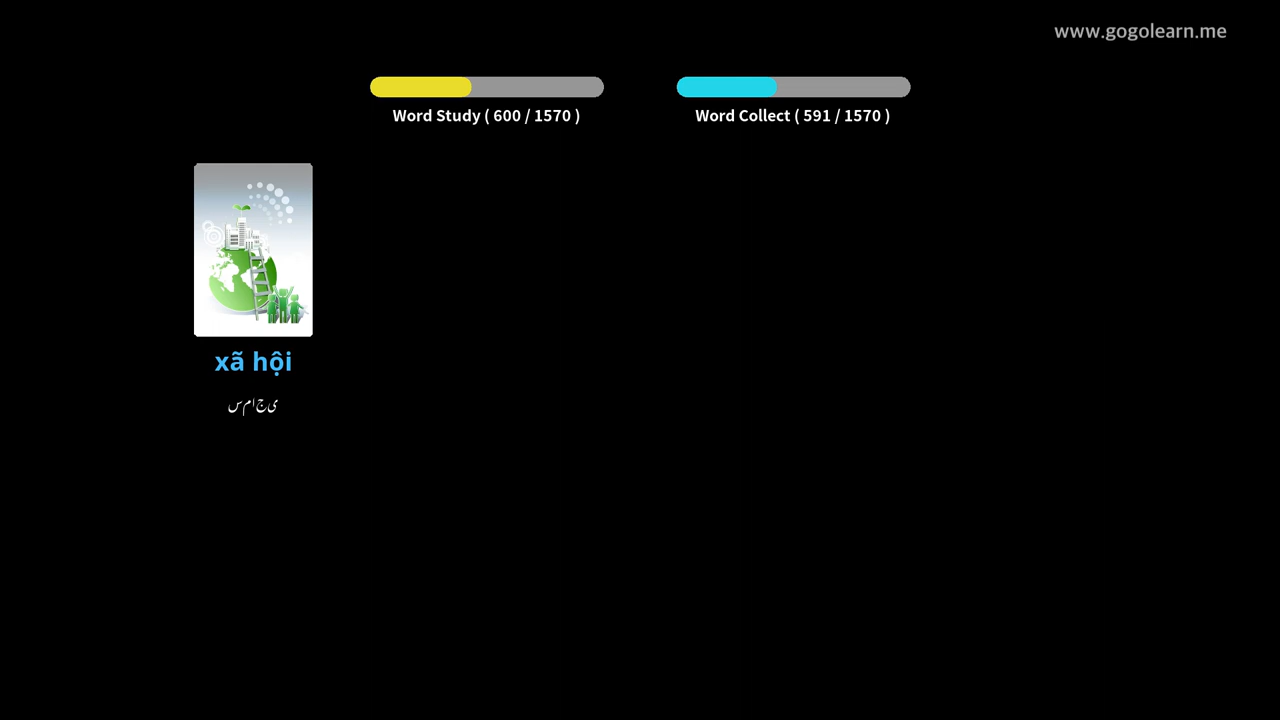 www.gogolearn.me
Word Study ( 600 / 1570 )
Word Collect ( 591 / 1570 )
xã hội
سماجی